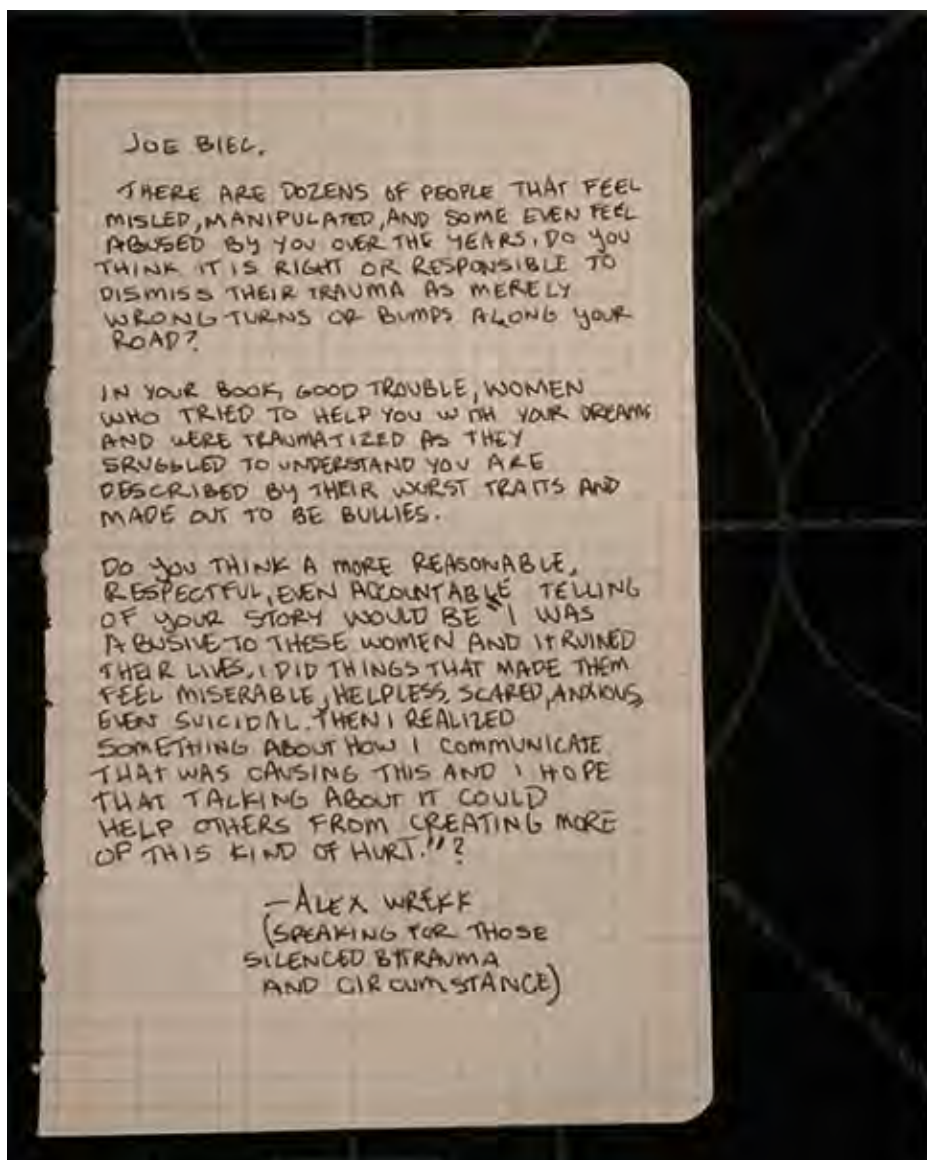 JOE BIEL.
THERE ARE DOZENS OF PEOPLE THAT FEEL
MISLED, MANIPULATED, AND SOME EVEN FEEL
ABUSED BY YOU OVER THE YEARS. DO YOU
THINK IT IS RIGHT OR RESPONSIBLE TO
DISMISS THEIR TRAUMA AS MERELY
WRONG TURNS OR BUMPS ALONG YOUR
ROAD?
IN YOUR BOOK, GOOD TROUBLE, WOMEN
WHO TRIED TO HELP YOU WITH YOUR DREAMS
AND WERE TRAUMATIZED AS THEY
SRUGGLED TO UNDERSTAND YOU ARE
DESCRIBED BY THEIR WORST TRAITS AND
MADE OUT TO BE BULLIES.
DO YOU THINK A MORE REASONABLE,
RESPECTFUL, EVEN ACCOUNTABLE TELLING
OF YOUR STORY WOULD BE "I WAS
ABUSIVE TO THESE WOMEN AND IT RUINED
THEIR LIVES. I DID THINGS THAT MADE THEM
FEEL MISERABLE, HELPLESS, SCARED, ANXIOUS,
EVEN SUICIDAL. THEN I REALIZED
SOMETHING ABOUT HOW I COMMUNICATE
THAT WAS CAUSING THIS AND I HOPE
THAT TALKING ABOUT IT COULD
HELP OTHERS FROM CREATING MORE
OF THIS KIND OF HURT."?
—ALEX WREKK
(SPEAKING FOR THOSE
SILENCED BY TRAUMA
AND CIRCUMSTANCE)